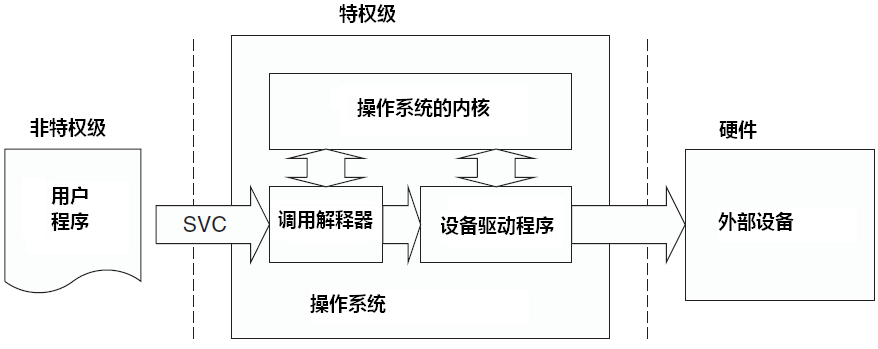 特权级
非特权级
操作系统的内核
硬件
用户
程序
SVC
调用解释器
设备驱动程序
外部设备
操作系统